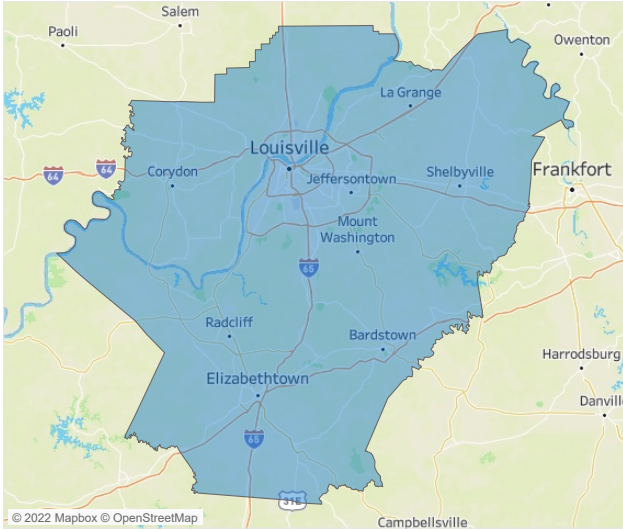 Salem
Paoli
Owenton
La Grange
Louisville
64
64
Corydon
Jeffersontown
Shelbyville
Frankfort
Mount
Washington
65
Radcliff
Bardstown
Harrodsburg
Elizabethtown
Danvill
65
31E
Campbellsville
© 2022 Mapbox © OpenStreetMap